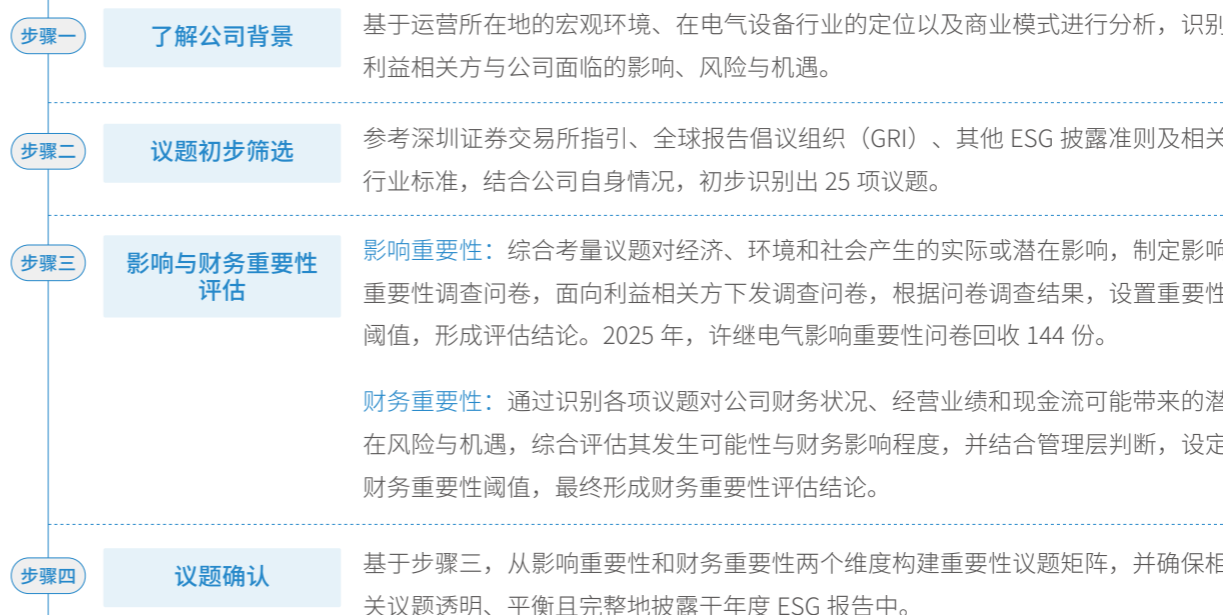 步骤一
了解公司背景
基于运营所在地的宏观环境、在电气设备行业的定位以及商业模式进行分析，识别
利益相关方与公司面临的影响、风险与机遇。
步骤二
议题初步筛选
参考深圳证券交易所指引、全球报告倡议组织（GRI）、其他 ESG 披露准则及相关
行业标准，结合公司自身情况，初步识别出 25 项议题。
步骤三
影响与财务重要性
评估
影响重要性：综合考量议题对经济、环境和社会产生的实际或潜在影响，制定影响
重要性调查问卷，面向利益相关方下发调查问卷，根据问卷调查结果，设置重要性
阈值，形成评估结论。2025 年，许继电气影响重要性问卷回收 144 份。
财务重要性：通过识别各项议题对公司财务状况、经营业绩和现金流可能带来的潜
在风险与机遇，综合评估其发生可能性与财务影响程度，并结合管理层判断，设定
财务重要性阈值，最终形成财务重要性评估结论。
步骤四
议题确认
基于步骤三，从影响重要性和财务重要性两个维度构建重要性议题矩阵，并确保相
关议题透明、平衡且完整地披露于年度 ESG 报告中。